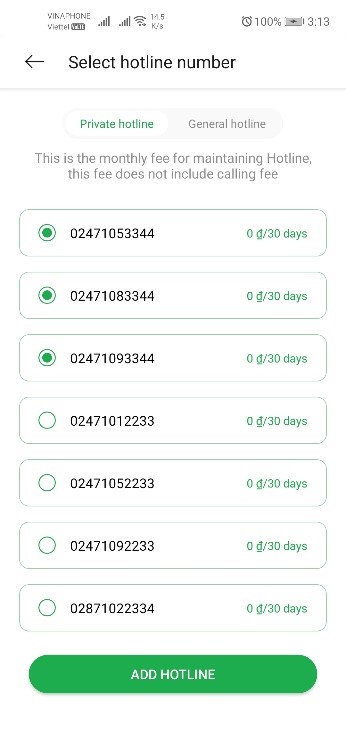 VINAPHONE
Viettel VoLTE
14.5
K/s
100%
3:13
Select hotline number
Private hotline
General hotline
This is the monthly fee for maintaining Hotline,
this fee does not include calling fee
02471053344 0 ₫/30 days
02471083344 0 ₫/30 days
02471093344 0 ₫/30 days
02471012233 0 ₫/30 days
02471052233 0 ₫/30 days
02471092233 0 ₫/30 days
02871022334 0 ₫/30 days
ADD HOTLINE